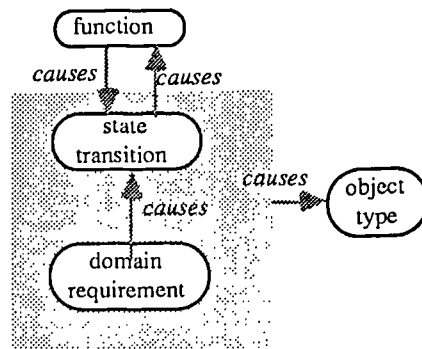 function
causes
causes
state
transition
causes
causes
object
type
domain
requirement